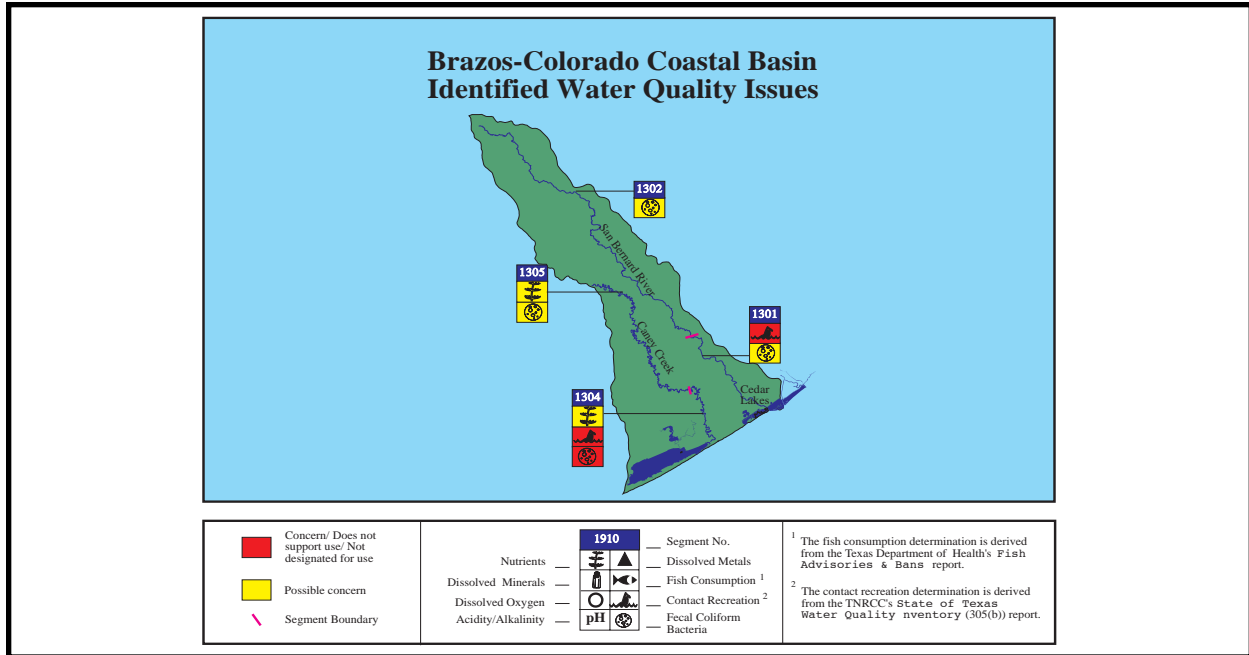 Brazos-Colorado Coastal Basin
Identified Water Quality Issues
1302
San Bernard River
1305
1301
Caney Creek
Cedar
Lakes
1304
Concern/ Does not
support use/ Not
designated for use
Possible concern
Segment Boundary
1910
Segment No.
Nutrients
Dissolved Metals
Dissolved Minerals
Fish Consumption 1
Dissolved Oxygen
Contact Recreation 2
Acidity/Alkalinity
pH
Fecal Coliform
Bacteria
1 The fish consumption determination is derived
from the Texas Department of Health's Fish
Advisories & Bans report.
2 The contact recreation determination is derived
from the TNRCC's State of Texas
Water Quality nventory (305(b)) report.